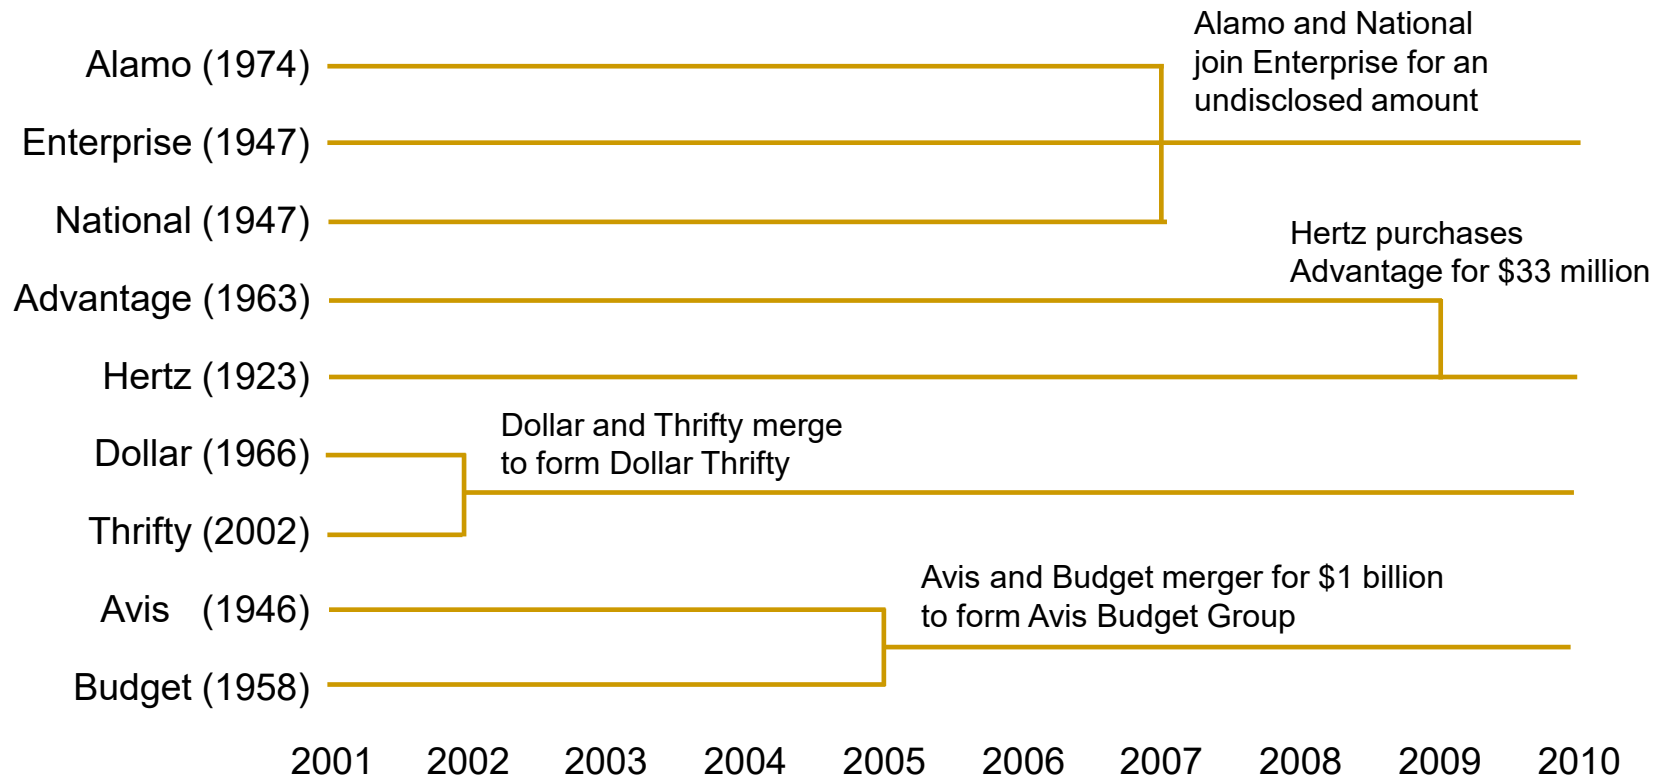 Alamo and National
join Enterprise for an
undisclosed amount
Alamo (1974)
Enterprise (1947)
National (1947)
Hertz purchases
Advantage for $33 million
Advantage (1963)
Hertz (1923)
Dollar and Thrifty merge
to form Dollar Thrifty
Dollar (1966)
Thrifty (2002)
Avis and Budget merger for $1 billion
to form Avis Budget Group
Avis (1946)
Budget (1958)
2001 2002 2003 2004 2005 2006 2007 2008 2009 2010